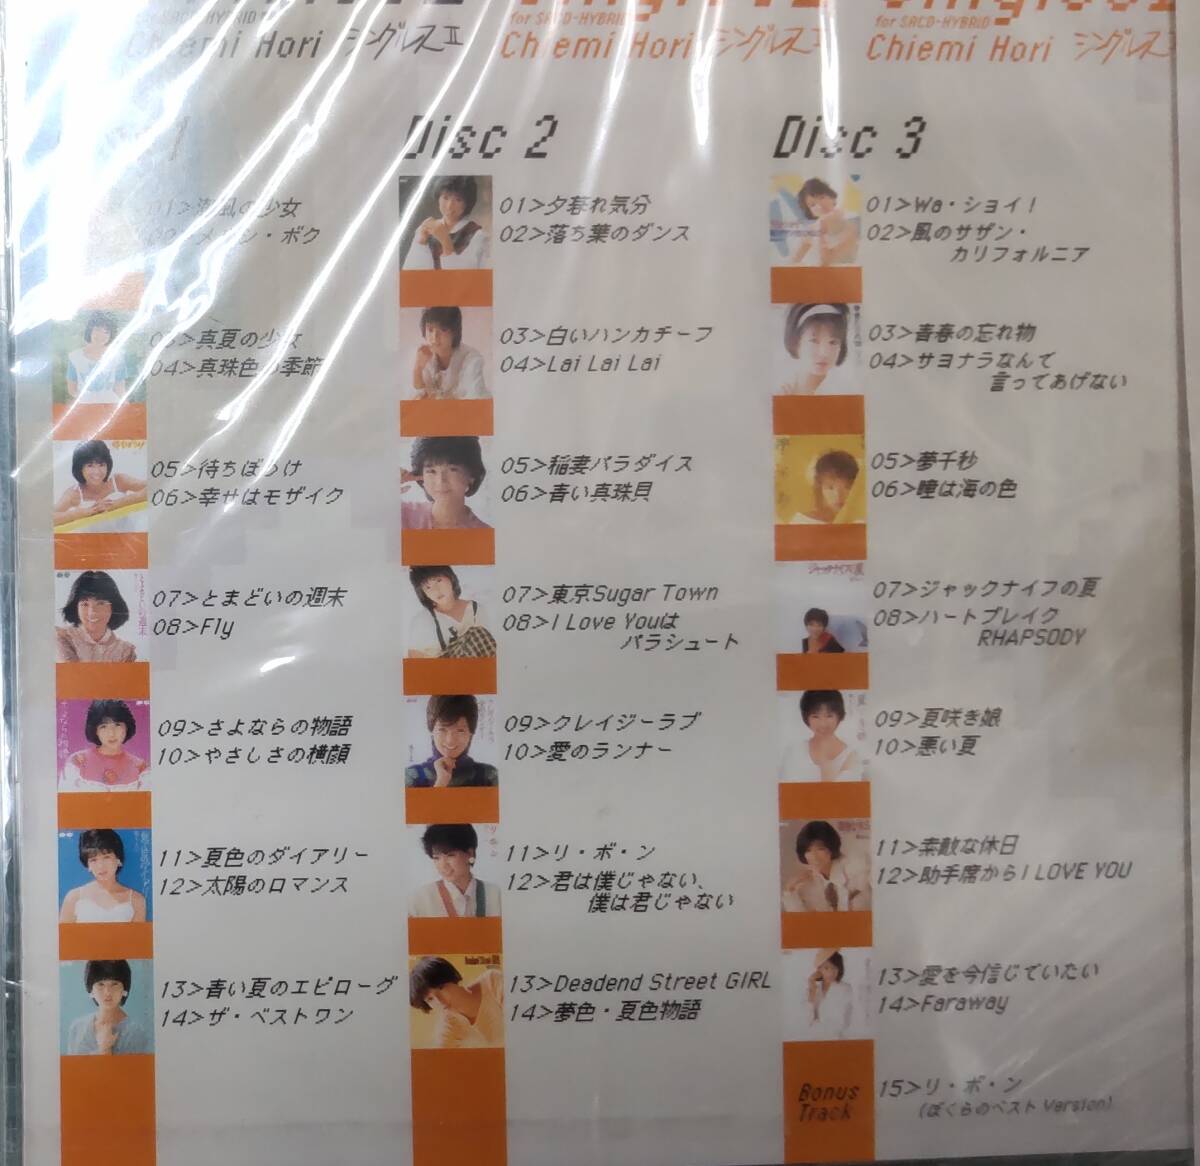 for SACD-HYBRID
Chiemi Hori シングルス II
for SACD-HYBRID
Chiemi Hori シングルス
for SACD-HYBRID
Chiemi Hori シングルス
01>潮風の少女
02>メイン・ボク
03>真夏の少女
04>真珠色の季節
05>待ちぼうけ
06>幸せはモザイク
07>とまどいの週末
08>Fly
09>さよならの物語
10>やさしさの横顔
11>夏色のダイアリー
12>太陽のロマンス
13>青い夏のエピローグ
14>ザ・ベストワン
Disc 2
01>夕暮れ気分
02>落ち葉のダンス
03>白いハンカチーフ
04>Lai Lai Lai
05>稲妻パラダイス
06>青い真珠貝
07>東京Sugar Town
08>I Love Youは
パラシュート
09>クレイジーラブ
10>愛のランナー
11>リ・ボ・ン
12>君は僕じゃない、
僕は君じゃない
13>Deadend Street GIRL
14>夢色・夏色物語
Disc 3
01>Wa・ショイ!
02>風のサザン・
カリフォルニア
03>青春の忘れ物
04>サヨナラなんて
言ってあげない
05>夢千秒
06>瞳は海の色
07>ジャックナイフの夏
08>ハートブレイク
RHAPSODY
09>夏咲き娘
10>悪い夏
11>素敵な休日
12>助手席からI LOVE YOU
13>愛を今信じていたい
14>Faraway
Bonus
Track
15>リ・ボ・ン
(ぼくらのベスト Version)